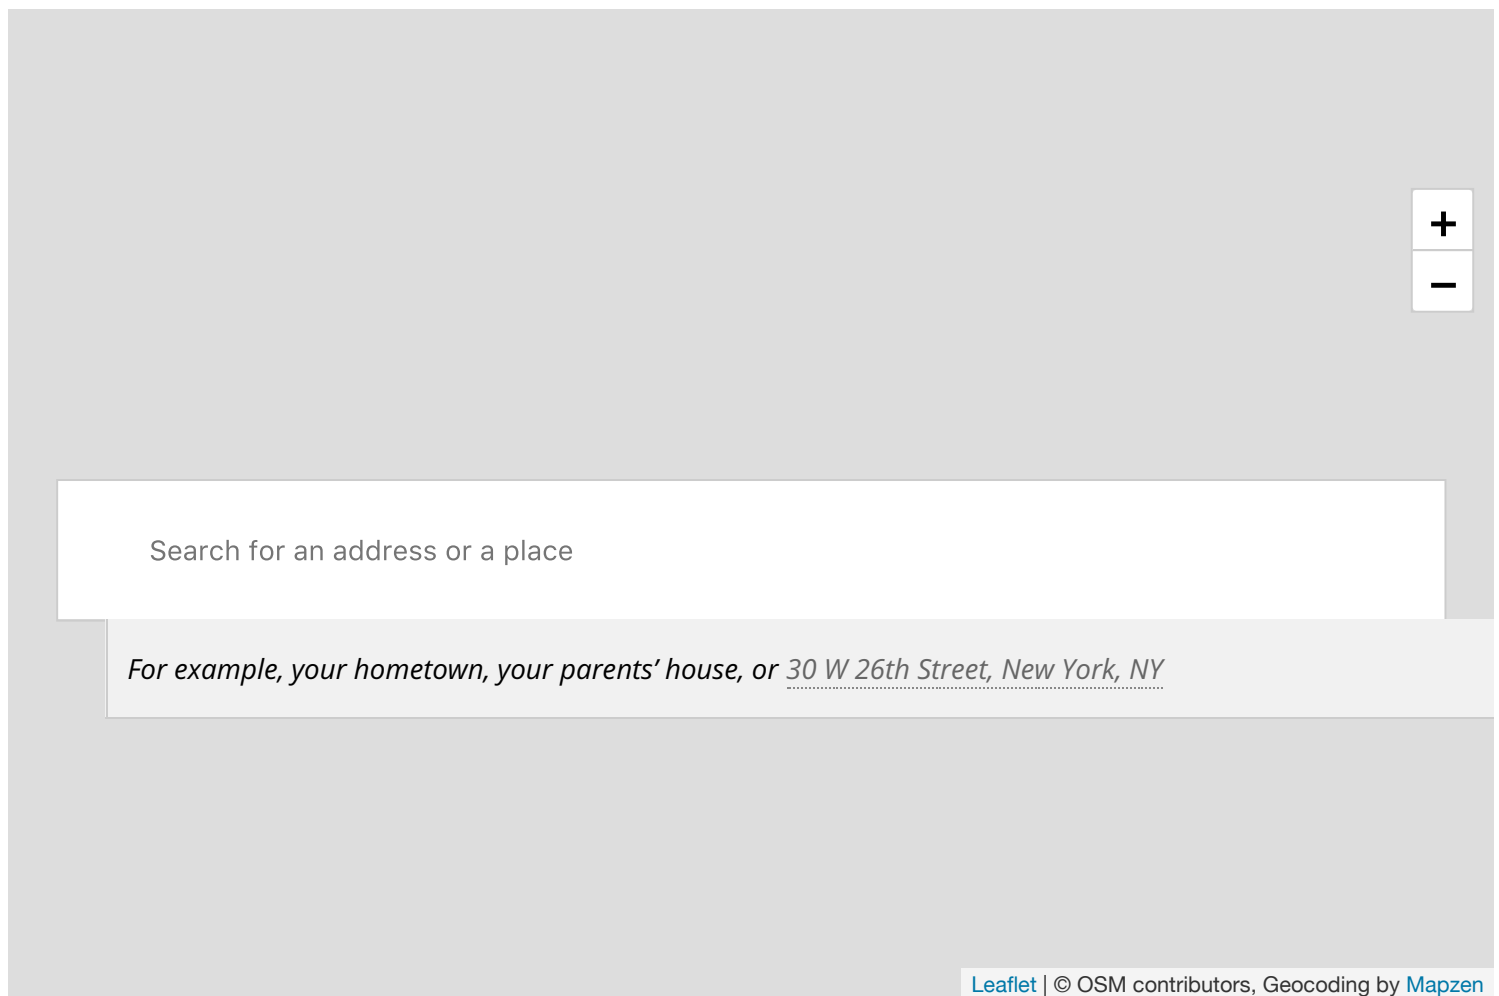 +
−
Search for an address or a place
For example, your hometown, your parents’ house, or 30 W 26th Street, New York, NY
Leaflet | © OSM contributors, Geocoding by Mapzen